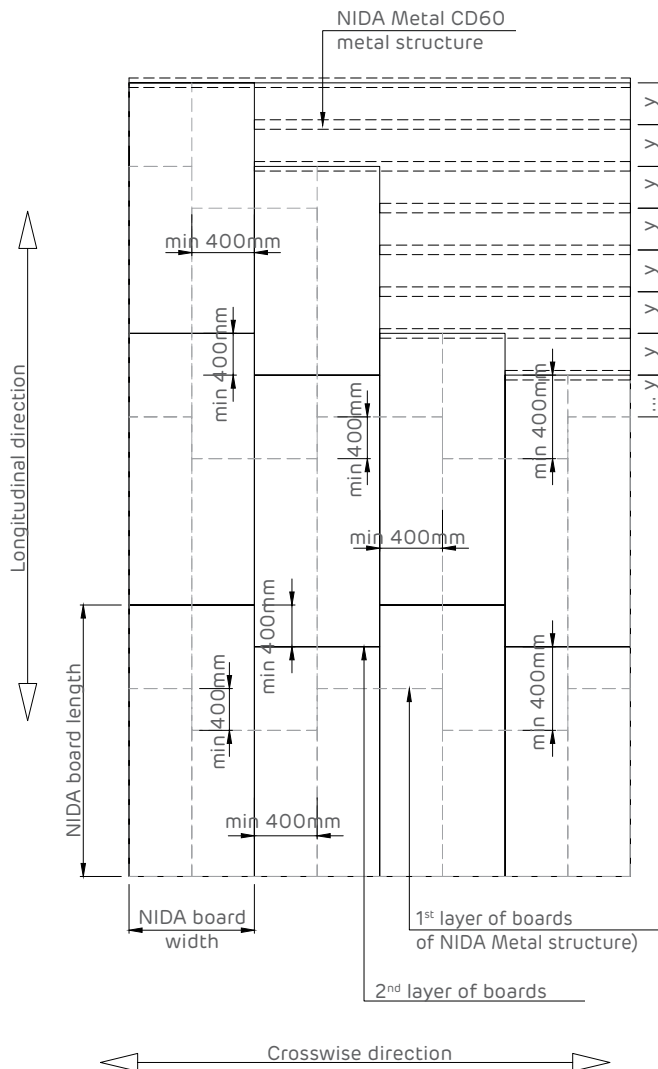 NIDA Metal CD60
metal structure
y
y
y
y
y
y
y
... y
min 400mm
min 400mm
min 400mm
min 400mm
Longitudinal direction
min 400mm
min 400mm
min 400mm
min 400mm
NIDA board length
min 400mm
NIDA board
width
1st layer of boards
of NIDA Metal structure)
2nd layer of boards
Crosswise direction